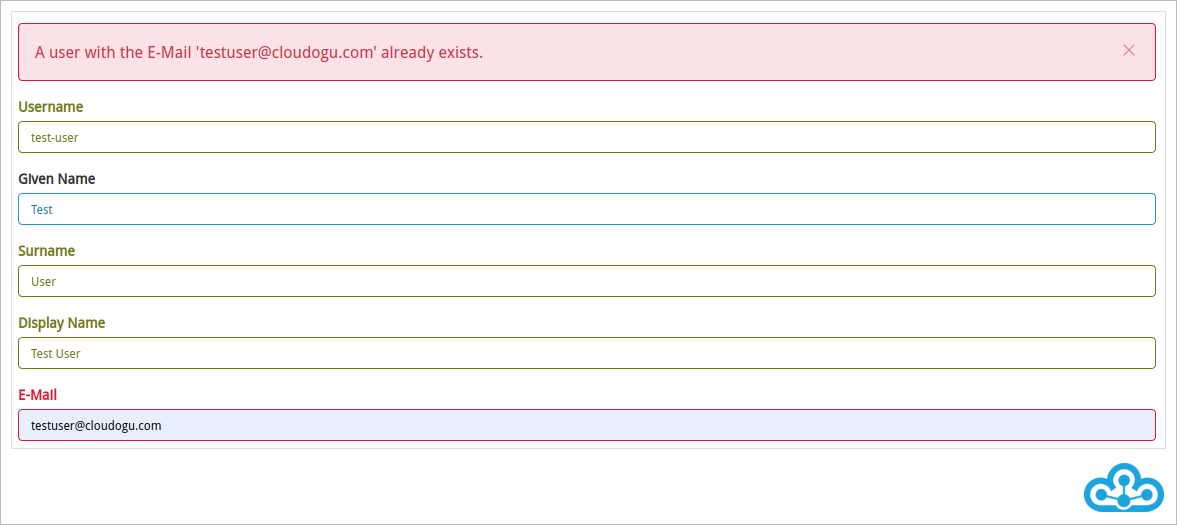 A user with the E-Mail 'testuser@cloudogu.com' already exists.
Username
test-user
Given Name
Test
Surname
User
Display Name
Test User
E-Mail
testuser@cloudogu.com